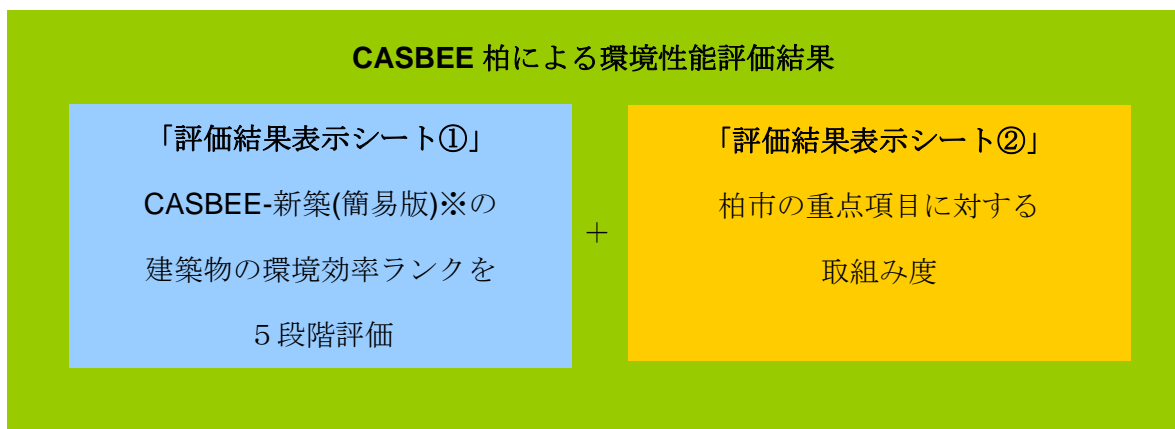 CASBEE 柏による環境性能評価結果
「評価結果表示シート①」
CASBEE-新築(簡易版)※の
建築物の環境効率ランクを
５段階評価
＋
「評価結果表示シート②」
柏市の重点項目に対する
取組み度